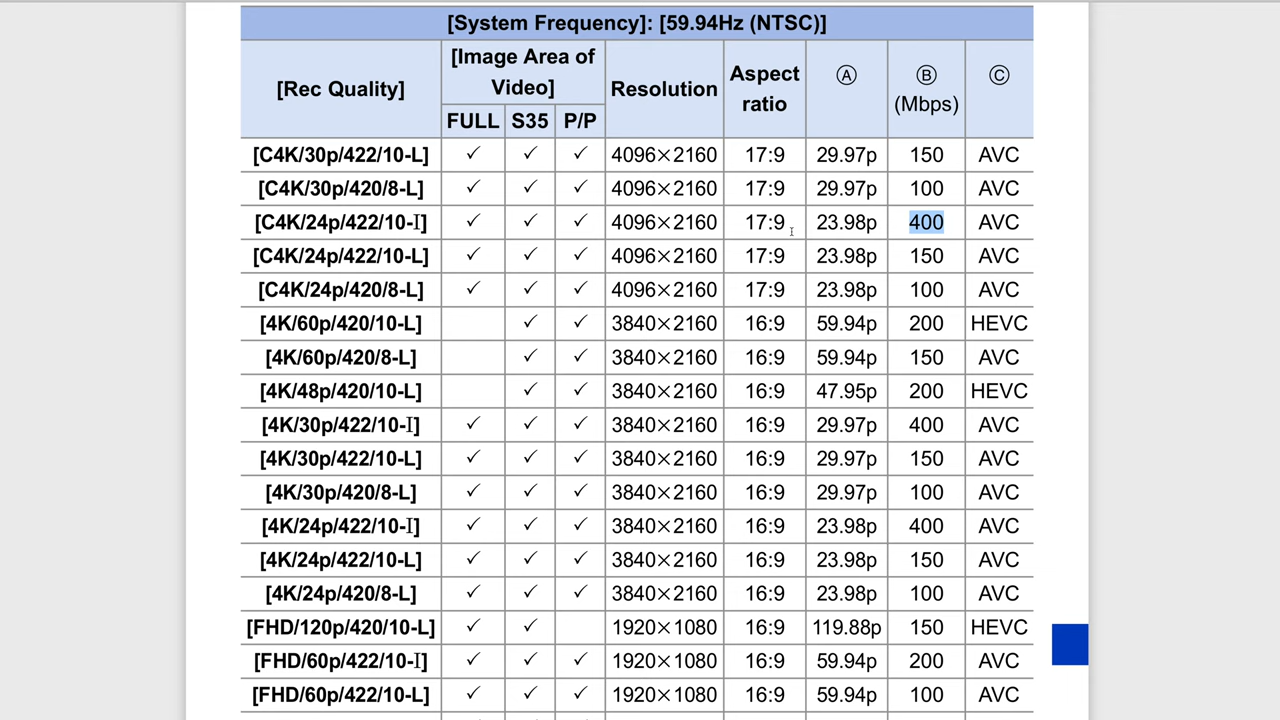 [System Frequency]: [59.94Hz (NTSC)]
[Rec Quality] [Image Area of Video] Resolution Aspect ratio Ⓐ Ⓑ (Mbps) Ⓒ
FULL S35 P/P
[C4K/30p/422/10-L] ✓ ✓ ✓ 4096×2160 17:9 29.97p 150 AVC
[C4K/30p/420/8-L] ✓ ✓ ✓ 4096×2160 17:9 29.97p 100 AVC
[C4K/24p/422/10-I] ✓ ✓ ✓ 4096×2160 17:9 23.98p 400 AVC
[C4K/24p/422/10-L] ✓ ✓ ✓ 4096×2160 17:9 23.98p 150 AVC
[C4K/24p/420/8-L] ✓ ✓ ✓ 4096×2160 17:9 23.98p 100 AVC
[4K/60p/420/10-L] ✓ ✓ 3840×2160 16:9 59.94p 200 HEVC
[4K/60p/420/8-L] ✓ ✓ 3840×2160 16:9 59.94p 150 AVC
[4K/48p/420/10-L] ✓ ✓ 3840×2160 16:9 47.95p 200 HEVC
[4K/30p/422/10-I] ✓ ✓ ✓ 3840×2160 16:9 29.97p 400 AVC
[4K/30p/422/10-L] ✓ ✓ ✓ 3840×2160 16:9 29.97p 150 AVC
[4K/30p/420/8-L] ✓ ✓ ✓ 3840×2160 16:9 29.97p 100 AVC
[4K/24p/422/10-I] ✓ ✓ ✓ 3840×2160 16:9 23.98p 400 AVC
[4K/24p/422/10-L] ✓ ✓ ✓ 3840×2160 16:9 23.98p 150 AVC
[4K/24p/420/8-L] ✓ ✓ ✓ 3840×2160 16:9 23.98p 100 AVC
[FHD/120p/420/10-L] ✓ ✓ 1920×1080 16:9 119.88p 150 HEVC
[FHD/60p/422/10-I] ✓ ✓ ✓ 1920×1080 16:9 59.94p 200 AVC
[FHD/60p/422/10-L] ✓ ✓ ✓ 1920×1080 16:9 59.94p 100 AVC